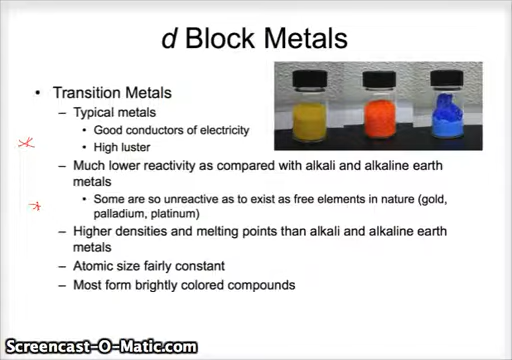 d Block Metals
• Transition Metals
– Typical metals
• Good conductors of electricity
• High luster
– Much lower reactivity as compared with alkali and alkaline earth
metals
• Some are so unreactive as to exist as free elements in nature (gold,
palladium, platinum)
– Higher densities and melting points than alkali and alkaline earth
metals
– Atomic size fairly constant
– Most form brightly colored compounds
Screencast-O-Matic.com